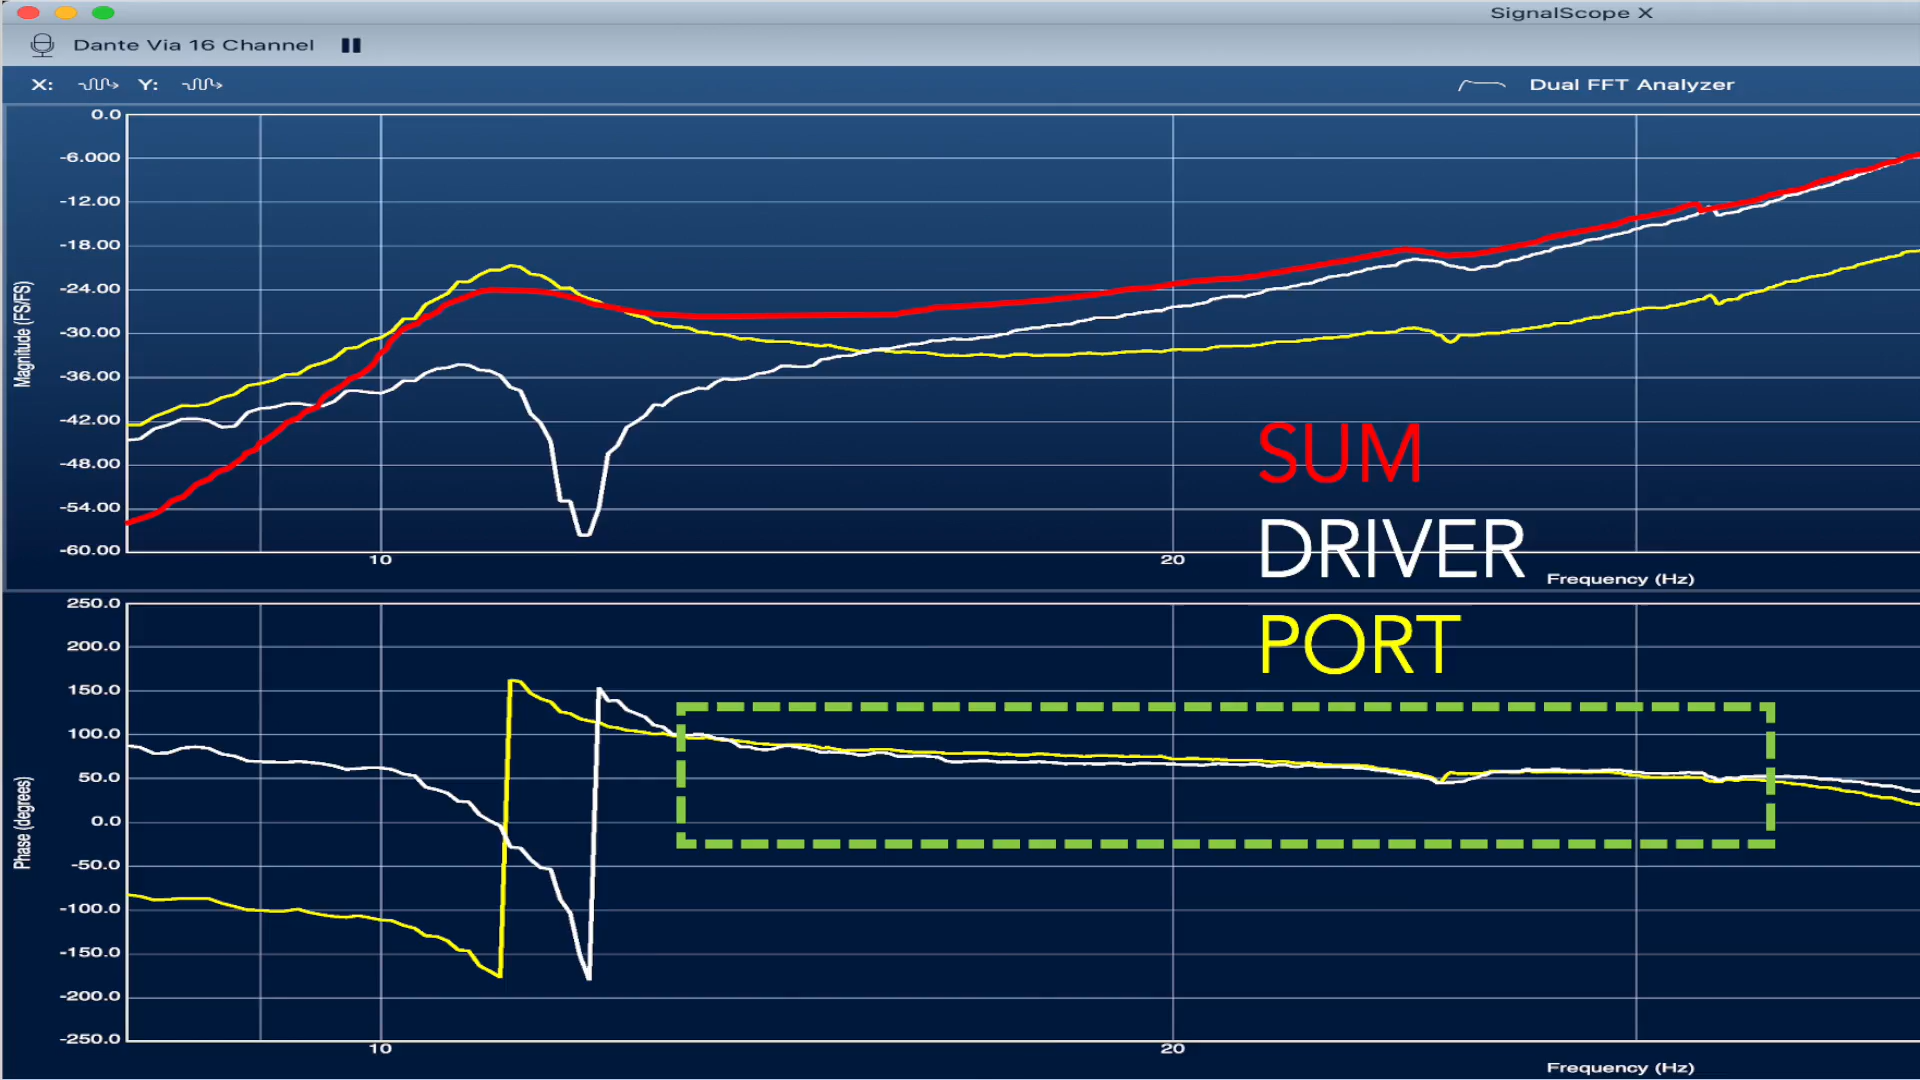 SignalScope X
Dante Via 16 Channel
X: Y: Dual FFT Analyzer
0.0
-6.000
-12.00
-18.00
-24.00
-30.00
-36.00
-42.00
-48.00
-54.00
-60.00
Magnitude (FS/FS)
10 20
Frequency (Hz)
SUM
DRIVER
PORT
250.0
200.0
150.0
100.0
50.0
0.0
-50.0
-100.0
-150.0
-200.0
-250.0
Phase (degrees)
10 20
Frequency (Hz)